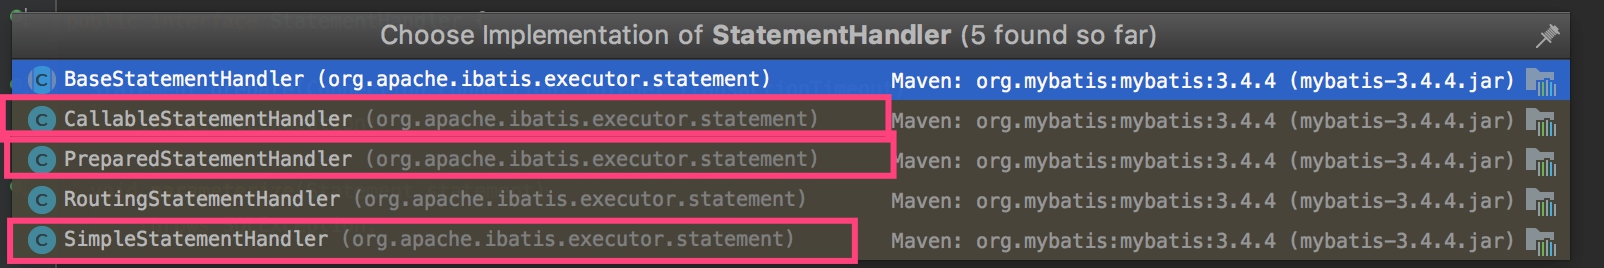 Choose Implementation of StatementHandler (5 found so far)
C BaseStatementHandler (org.apache.ibatis.executor.statement) Maven: org.mybatis:mybatis:3.4.4 (mybatis-3.4.4.jar)
C CallableStatementHandler (org.apache.ibatis.executor.statement) Maven: org.mybatis:mybatis:3.4.4 (mybatis-3.4.4.jar)
C PreparedStatementHandler (org.apache.ibatis.executor.statement) Maven: org.mybatis:mybatis:3.4.4 (mybatis-3.4.4.jar)
C RoutingStatementHandler (org.apache.ibatis.executor.statement) Maven: org.mybatis:mybatis:3.4.4 (mybatis-3.4.4.jar)
C SimpleStatementHandler (org.apache.ibatis.executor.statement) Maven: org.mybatis:mybatis:3.4.4 (mybatis-3.4.4.jar)